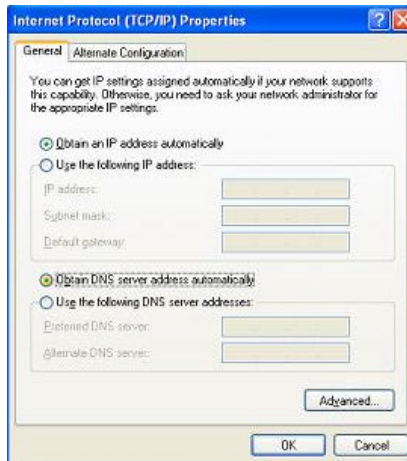 Internet Protocol (TCP/IP) Properties
General
Alternate Configuration
You can get IP settings assigned automatically if your network supports
this capability. Otherwise, you need to ask your network administrator for
the appropriate IP settings.
Obtain an IP address automatically
Use the following IP address:
IP address:
Subnet mask:
Default gateway:
Obtain DNS server address automatically
Use the following DNS server addresses:
Preferred DNS server:
Alternate DNS server:
Advanced...
OK
Cancel